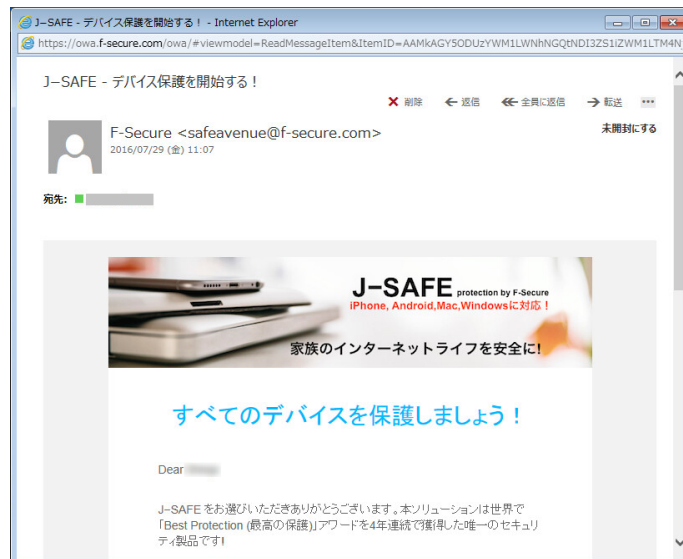 J-SAFE - デバイス保護を開始する！ - Internet Explorer
https://owa.f-secure.com/owa/#viewmodel=ReadMessageItem&ItemID=AAMkAGY5ODUzYWM1LWNhNGQtNDI3ZS1iZWM1LTM4N
J-SAFE - デバイス保護を開始する！
削除 返信 全員に返信 転送 ...
F-Secure <safeavenue@f-secure.com>
未開封にする
2016/07/29 (金) 11:07
宛先:
J-SAFE protection by F-Secure
iPhone, Android,Mac,Windowsに対応！
家族のインターネットライフを安全に!
すべてのデバイスを保護しましょう！
Dear
J-SAFE をお選びいただきありがとうございます。本ソリューションは世界で
「Best Protection (最高の保護)」アワードを4年連続で獲得した唯一のセキュリ
ティ製品です!